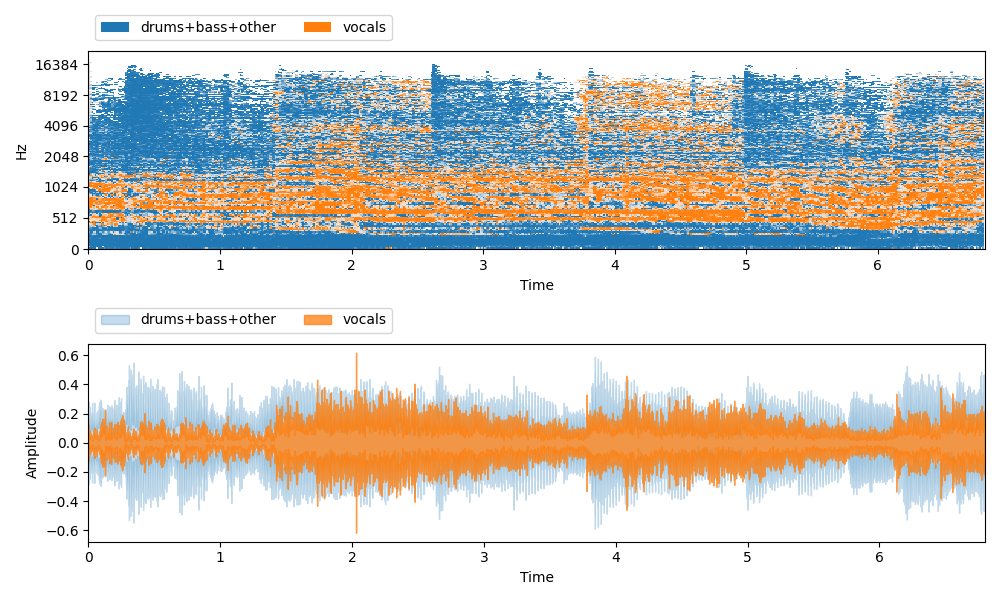 drums+bass+other vocals
16384
8192
4096
2048
1024
512
0
Hz
0 1 2 3 4 5 6
Time
drums+bass+other vocals
0.6
0.4
0.2
0.0
−0.2
−0.4
−0.6
Amplitude
0 1 2 3 4 5 6
Time